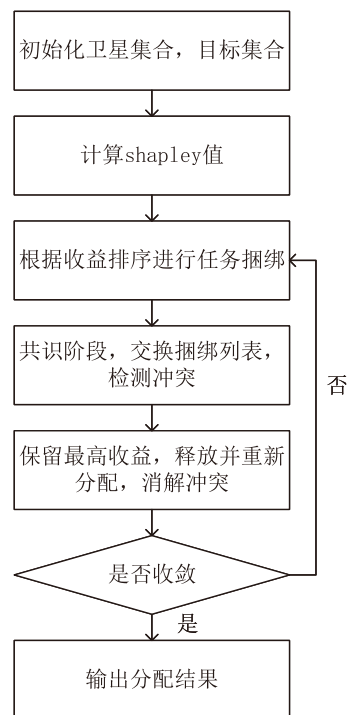 初始化卫星集合，目标集合
计算shapley值
根据收益排序进行任务捆绑
共识阶段，交换捆绑列表，
检测冲突
否
保留最高收益，释放并重新
分配，消解冲突
是否收敛
是
输出分配结果